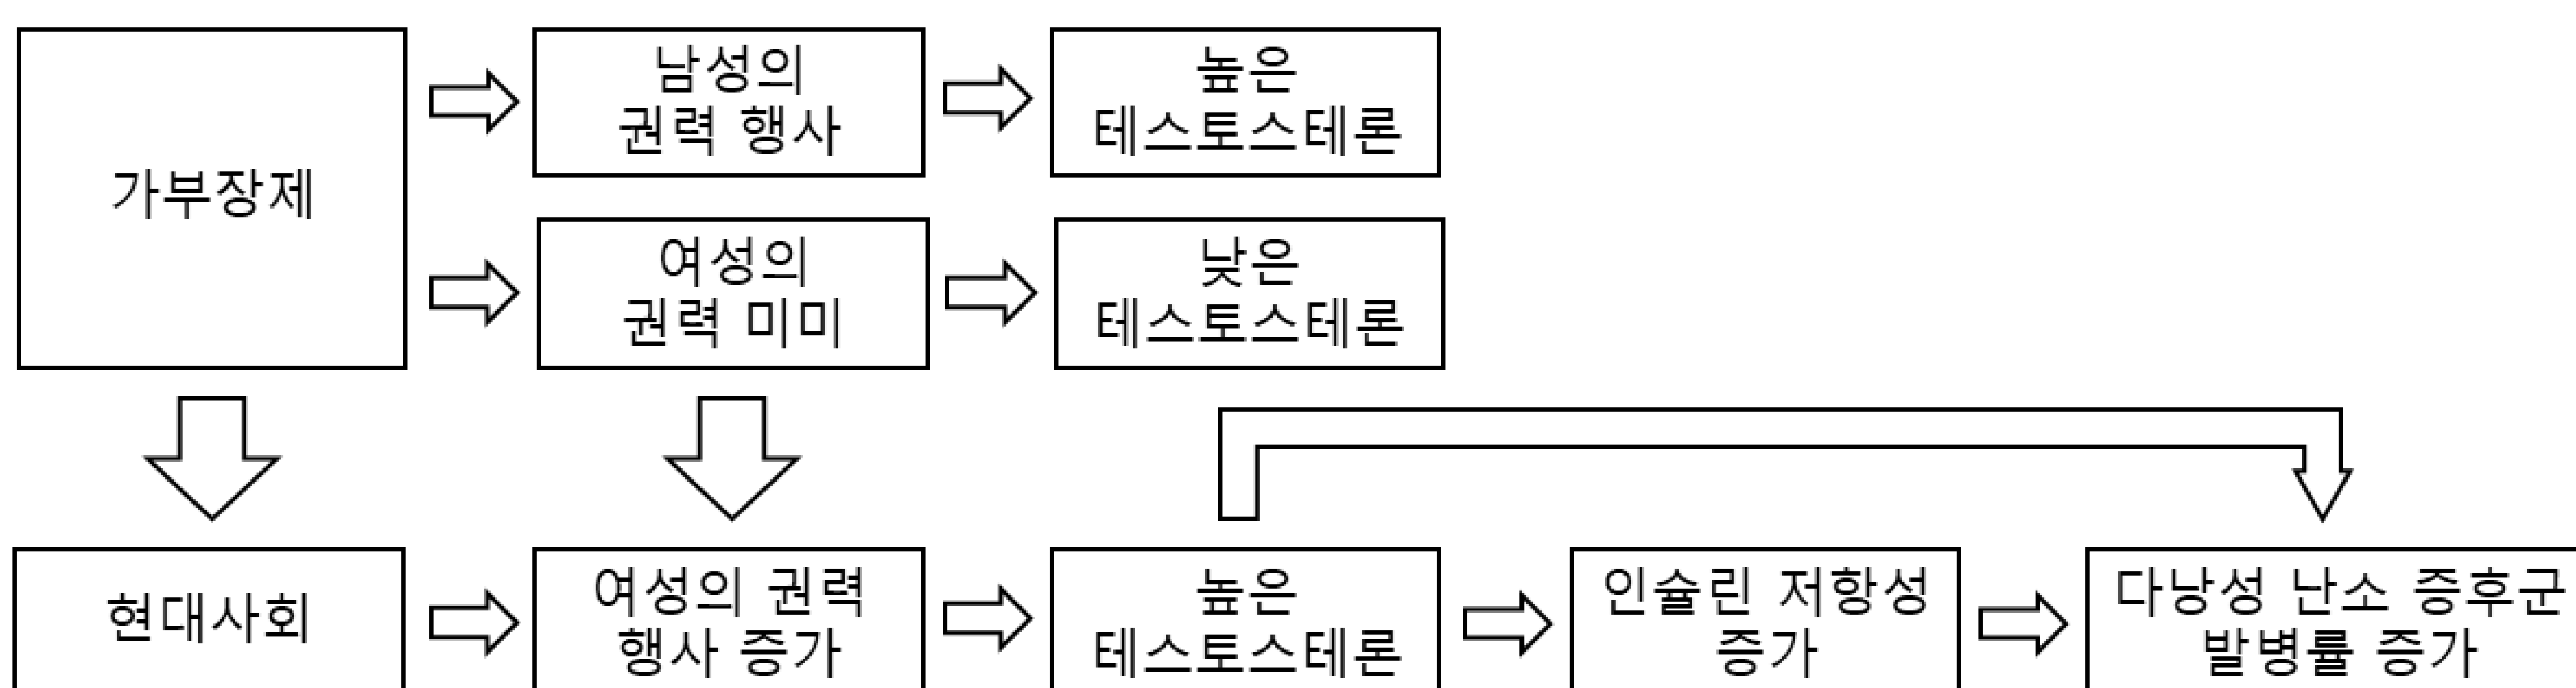 남성의
권력 행사
높은
테스토스테론
가부장제
여성의
권력 미미
낮은
테스토스테론
현대사회
여성의 권력
행사 증가
높은
테스토스테론
인슐린 저항성
증가
다낭성 난소 증후군
발병률 증가